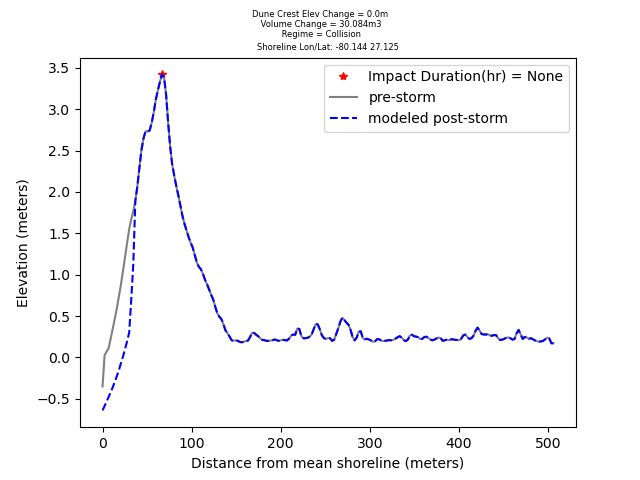 Dune Crest Elev Change = 0.0m
Volume Change = 30.084m3
Regime = Collision
Shoreline Lon/Lat: -80.144 27.125
Impact Duration(hr) = None
pre-storm
modeled post-storm
3.5
3.0
2.5
2.0
1.5
1.0
0.5
0.0
−0.5
Elevation (meters)
0 100 200 300 400 500
Distance from mean shoreline (meters)